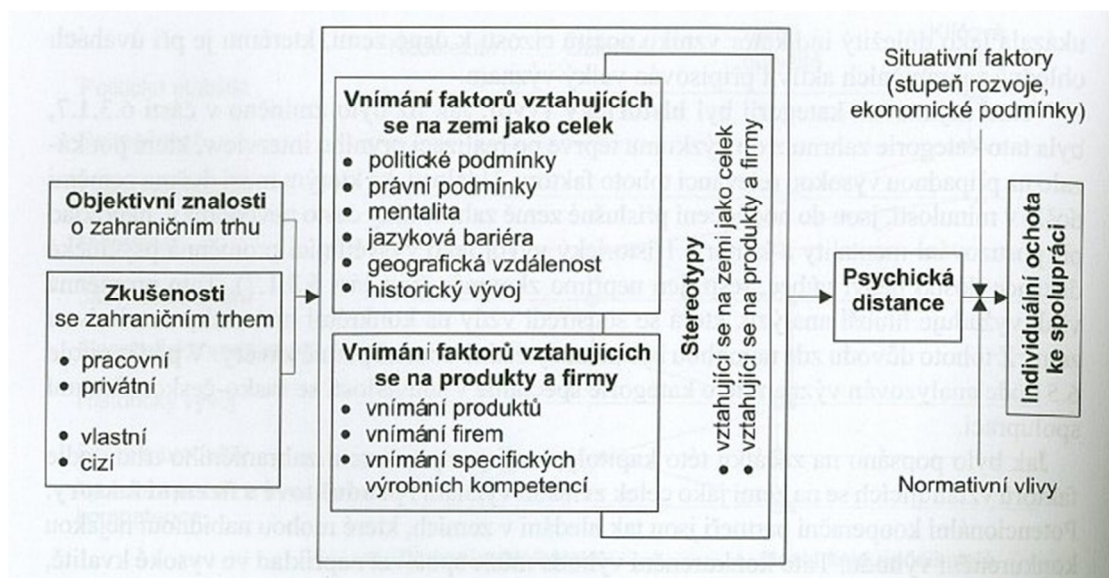 Objektivní znalosti
o zahraničním trhu
Zkušenosti
se zahraničním trhem
• pracovní
• privátní
• vlastní
• cizí
Vnímání faktorů vztahujících
se na zemi jako celek
• politické podmínky
• právní podmínky
• mentalita
• jazyková bariéra
• geografická vzdálenost
• historický vývoj
Vnímání faktorů vztahujících
se na produkty a firmy
• vnímání produktů
• vnímání firem
• vnímání specifických
výrobních kompetencí
Stereotypy
• vztahující se na zemi jako celek
• vztahující se na produkty a firmy
Psychická
distance
Situativní faktory
(stupeň rozvoje,
ekonomické podmínky)
Normativní vlivy
Individuální ochota
ke spolupráci